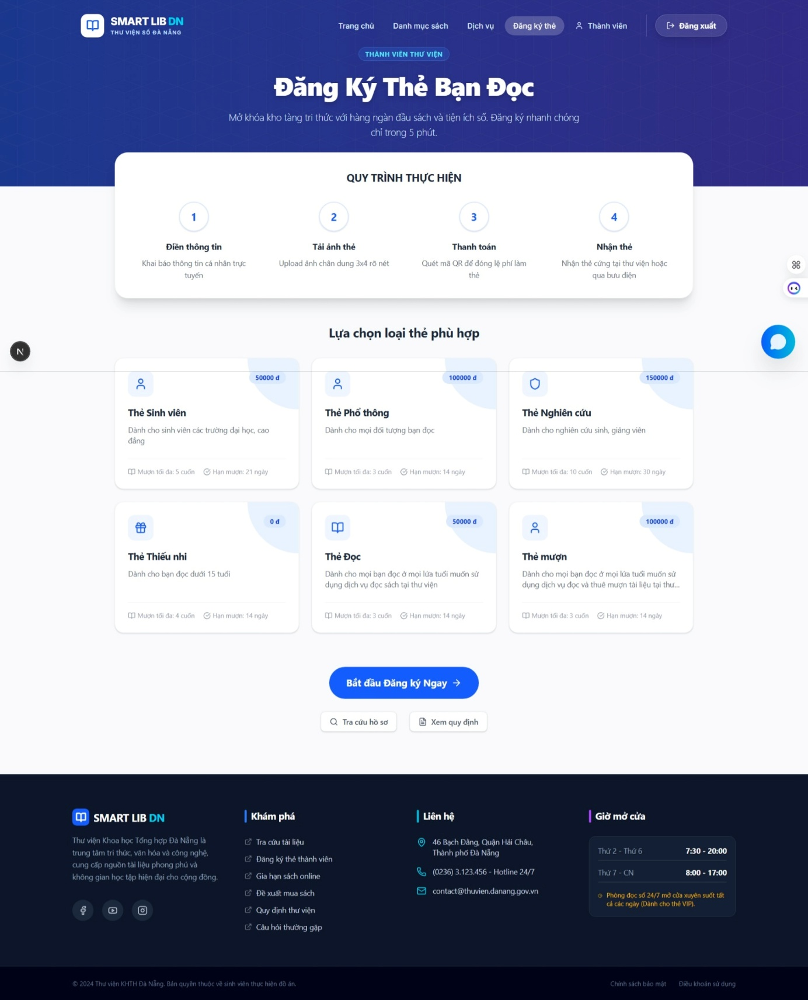 SMART LIB DN
THƯ VIỆN SỐ ĐÀ NẴNG
Trang chủ
Danh mục sách
Dịch vụ
Đăng ký thẻ
Thành viên
Đăng xuất
THÀNH VIÊN THƯ VIỆN
Đăng Ký Thẻ Bạn Đọc
Mở khóa kho tàng tri thức với hàng ngàn đầu sách và tiện ích số. Đăng ký nhanh chóng
chỉ trong 5 phút.
QUY TRÌNH THỰC HIỆN
1
Điền thông tin
Khai báo thông tin cá nhân trực
tuyến
2
Tải ảnh thẻ
Upload ảnh chân dung 3x4 rõ nét
3
Thanh toán
Quét mã QR để đóng lệ phí làm
thẻ
4
Nhận thẻ
Nhận thẻ cứng tại thư viện hoặc
qua bưu điện
Lựa chọn loại thẻ phù hợp
N
50000 đ
Thẻ Sinh viên
Dành cho sinh viên các trường đại học, cao
đẳng
Mượn tối đa: 5 cuốn
Hạn mượn: 21 ngày
100000 đ
Thẻ Phổ thông
Dành cho mọi đối tượng bạn đọc
Mượn tối đa: 3 cuốn
Hạn mượn: 14 ngày
150000 đ
Thẻ Nghiên cứu
Dành cho nghiên cứu sinh, giảng viên
Mượn tối đa: 10 cuốn
Hạn mượn: 30 ngày
0 đ
Thẻ Thiếu nhi
Dành cho bạn đọc dưới 15 tuổi
Mượn tối đa: 4 cuốn
Hạn mượn: 14 ngày
50000 đ
Thẻ Đọc
Dành cho mọi bạn đọc ở mọi lứa tuổi muốn sử
dụng dịch vụ đọc sách tại thư viện
Mượn tối đa: 3 cuốn
Hạn mượn: 14 ngày
100000 đ
Thẻ mượn
Dành cho mọi bạn đọc ở mọi lứa tuổi muốn sử
dụng dịch vụ đọc và thuê mượn tài liệu tại thư...
Mượn tối đa: 3 cuốn
Hạn mượn: 14 ngày
Bắt đầu Đăng ký Ngay
Tra cứu hồ sơ
Xem quy định
SMART LIB DN
Thư viện Khoa học Tổng hợp Đà Nẵng là
trung tâm tri thức, văn hóa và công nghệ,
cung cấp nguồn tài liệu phong phú và
không gian học tập hiện đại cho cộng đồng.
Khám phá
Tra cứu tài liệu
Đăng ký thẻ thành viên
Gia hạn sách online
Đề xuất mua sách
Quy định thư viện
Câu hỏi thường gặp
Liên hệ
46 Bạch Đằng, Quận Hải Châu,
Thành phố Đà Nẵng
(0236) 3.123.456 - Hotline 24/7
contact@thuvien.danang.gov.vn
Giờ mở cửa
Thứ 2 - Thứ 6
7:30 - 20:00
Thứ 7 - CN
8:00 - 17:00
Phòng đọc số 24/7 mở cửa xuyên suốt tất
cả các ngày (Dành cho thẻ VIP).
© 2024 Thư viện KHTH Đà Nẵng. Bản quyền thuộc về sinh viên thực hiện đồ án.
Chính sách bảo mật
Điều khoản sử dụng